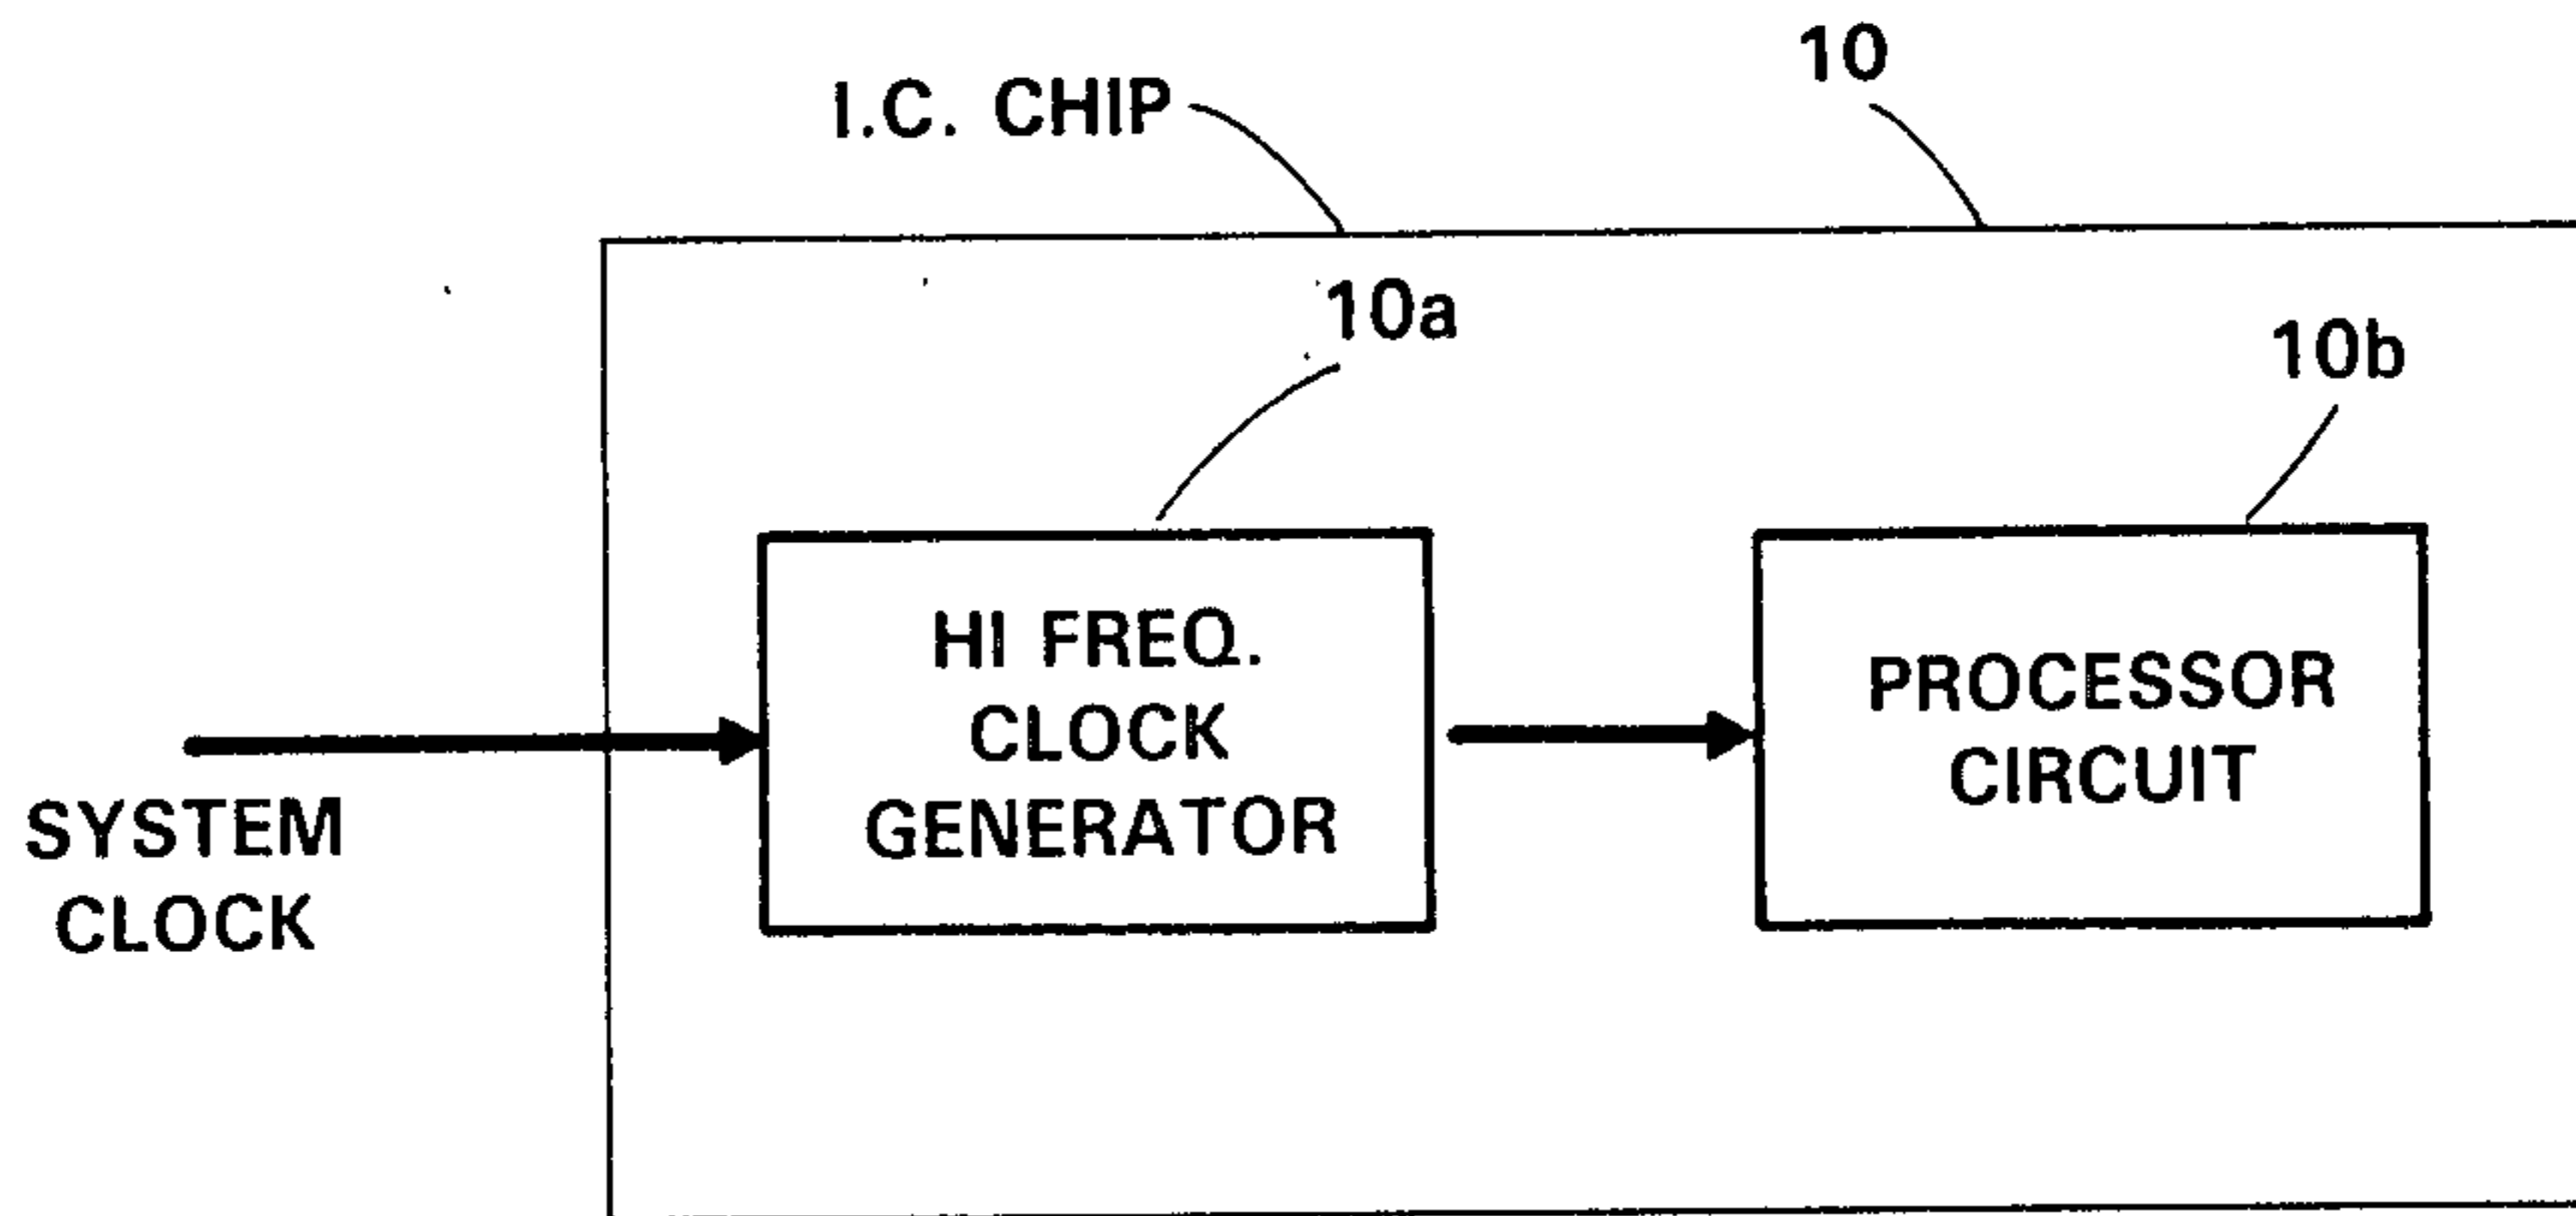 I.C. CHIP
10
10a
10b
HI FREQ.
CLOCK
GENERATOR
PROCESSOR
CIRCUIT
SYSTEM
CLOCK